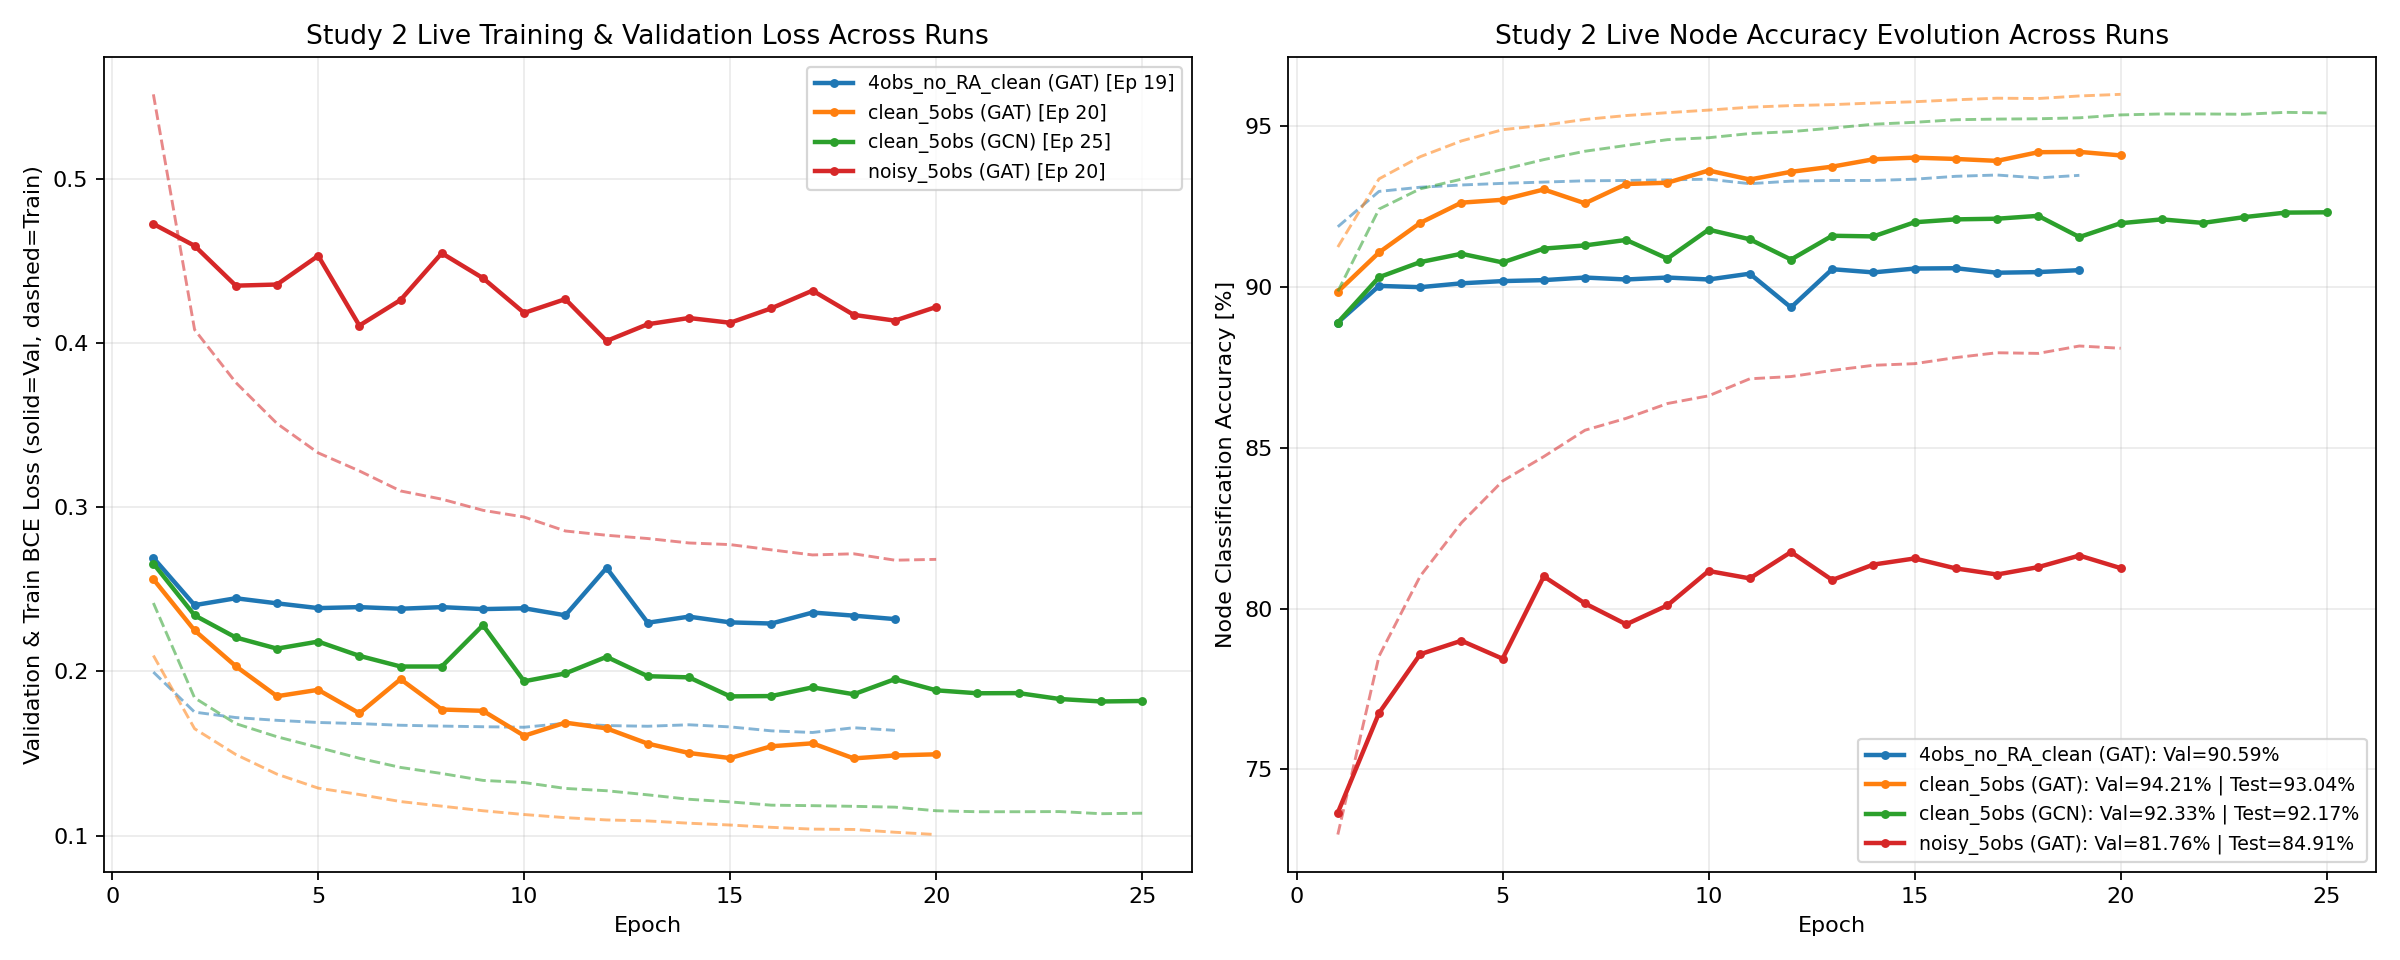 Study 2 Live Training & Validation Loss Across Runs
Validation & Train BCE Loss (solid=Val, dashed=Train)
0.5
0.4
0.3
0.2
0.1
4obs_no_RA_clean (GAT) [Ep 19]
clean_5obs (GAT) [Ep 20]
clean_5obs (GCN) [Ep 25]
noisy_5obs (GAT) [Ep 20]
0
5
10
15
20
25
Epoch
Study 2 Live Node Accuracy Evolution Across Runs
Node Classification Accuracy [%]
95
90
85
80
75
4obs_no_RA_clean (GAT): Val=90.59%
clean_5obs (GAT): Val=94.21% | Test=93.04%
clean_5obs (GCN): Val=92.33% | Test=92.17%
noisy_5obs (GAT): Val=81.76% | Test=84.91%
0
5
10
15
20
25
Epoch